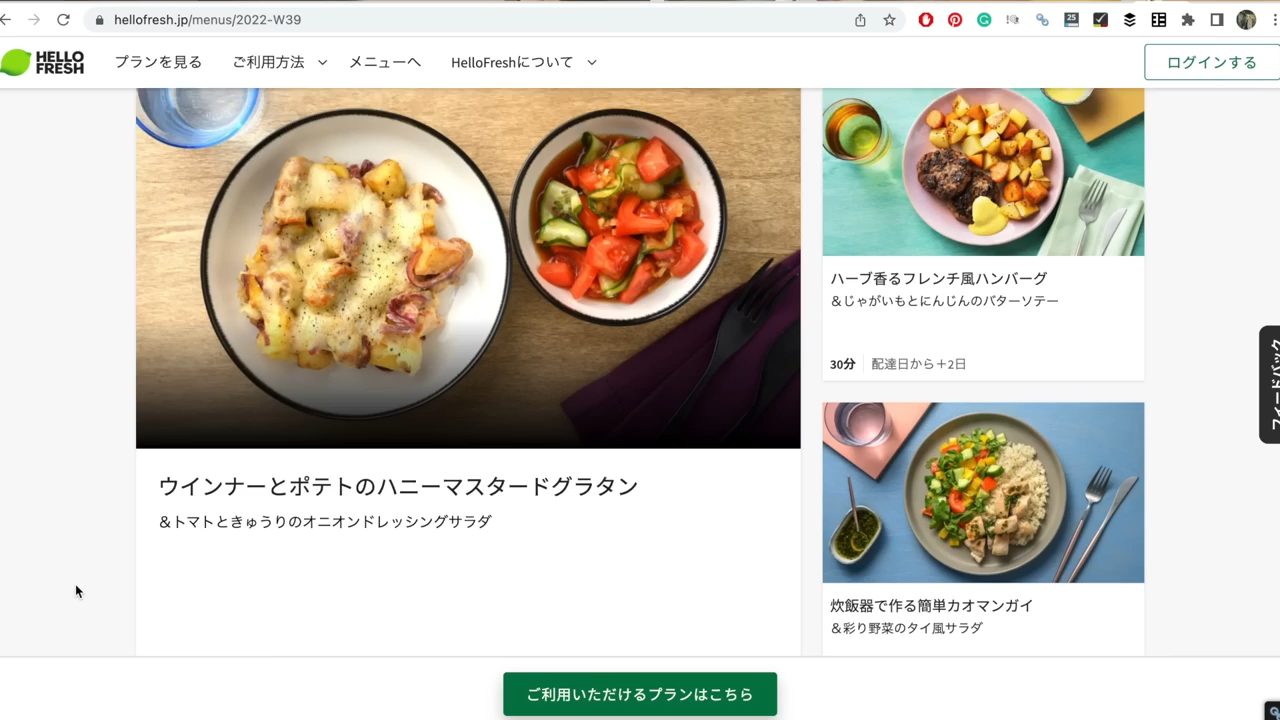 hellofresh.jp/menus/2022-W39
25
HELLO
FRESH
プランを見る
ご利用方法
メニューへ
HelloFreshについて
ログインする
ハーブ香るフレンチ風ハンバーグ
＆じゃがいもとにんじんのバターソテー
30分
配達日から＋2日
フィードバック
ウインナーとポテトのハニーマスタードグラタン
＆トマトときゅうりのオニオンドレッシングサラダ
炊飯器で作る簡単カオマンガイ
＆彩り野菜のタイ風サラダ
ご利用いただけるプランはこちら